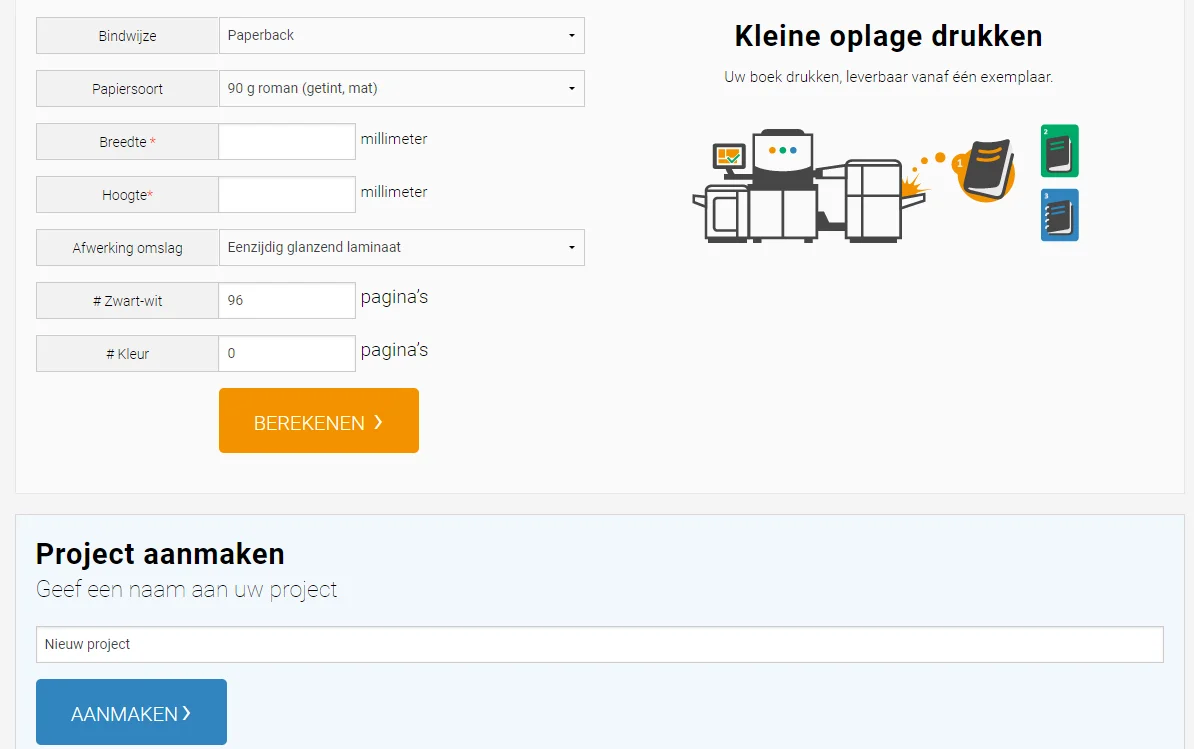 Bindwijze
Paperback
Papiersoort
90 g roman (getint, mat)
Breedte *
millimeter
Hoogte*
millimeter
Afwerking omslag
Eenzijdig glanzend laminaat
# Zwart-wit
96
pagina's
# Kleur
0
pagina's
BEREKENEN
Kleine oplage drukken
Uw boek drukken, leverbaar vanaf één exemplaar.
1
2
3
Project aanmaken
Geef een naam aan uw project
Nieuw project
AANMAKEN